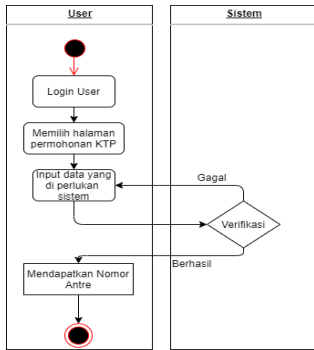 User
Sistem
Login User
Memilih halaman
permohonan KTP
Input data yang
di perlukan
sistem
Gagal
Verifikasi
Berhasil
Mendapatkan Nomor
Antre